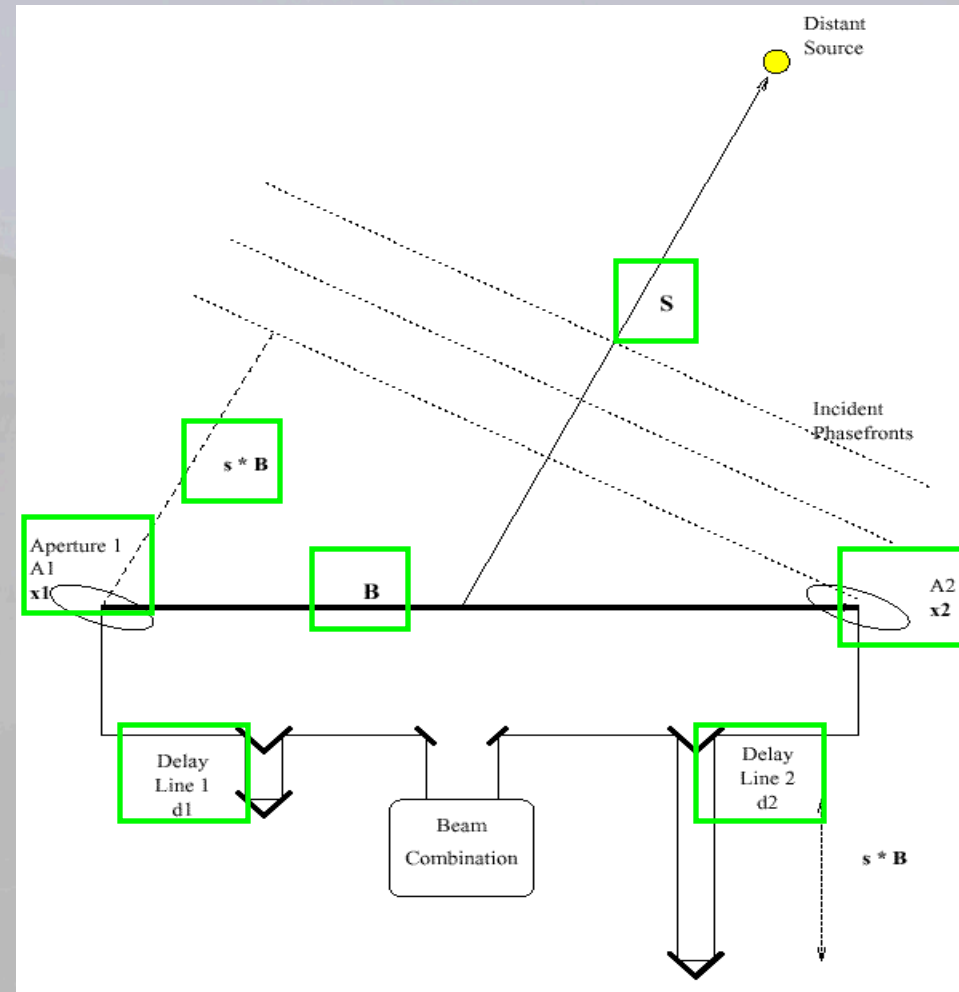 Distant
Source
S
Incident
Phasefronts
s * B
Aperture 1
A1
x1
B
A2
x2
Delay
Line 1
d1
Delay
Line 2
d2
Beam
Combination
s * B